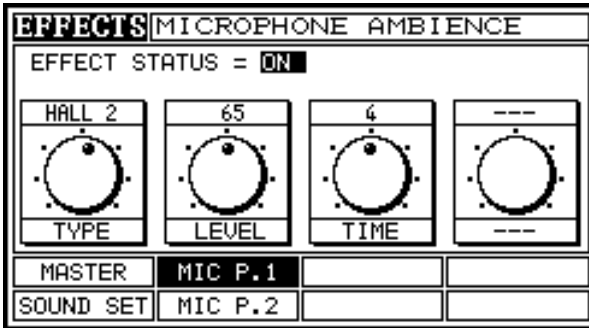 EFFECTS MICROPHONE AMBIENCE
EFFECT STATUS = ON
HALL 2 65 4 ---
TYPE LEVEL TIME ---
MASTER MIC P.1
SOUND SET MIC P.2